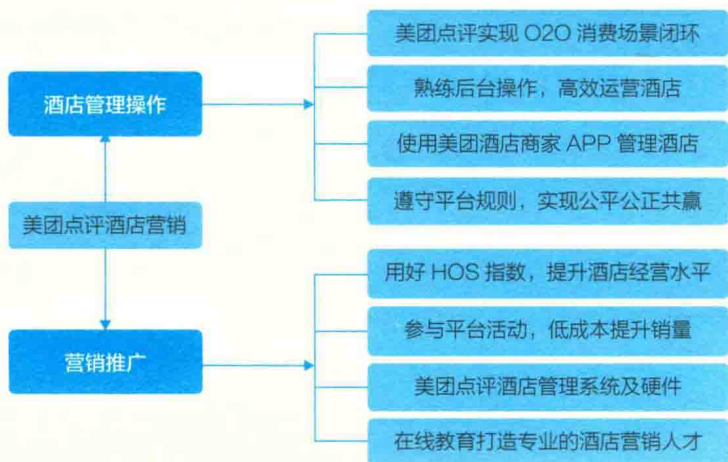 美团点评实现 O2O 消费场景闭环
酒店管理操作
熟练后台操作，高效运营酒店
使用美团酒店商家 APP 管理酒店
遵守平台规则，实现公平公正共赢
美团点评酒店营销
用好 HOS 指数，提升酒店经营水平
参与平台活动，低成本提升销量
营销推广
美团点评酒店管理系统及硬件
在线教育打造专业的酒店营销人才